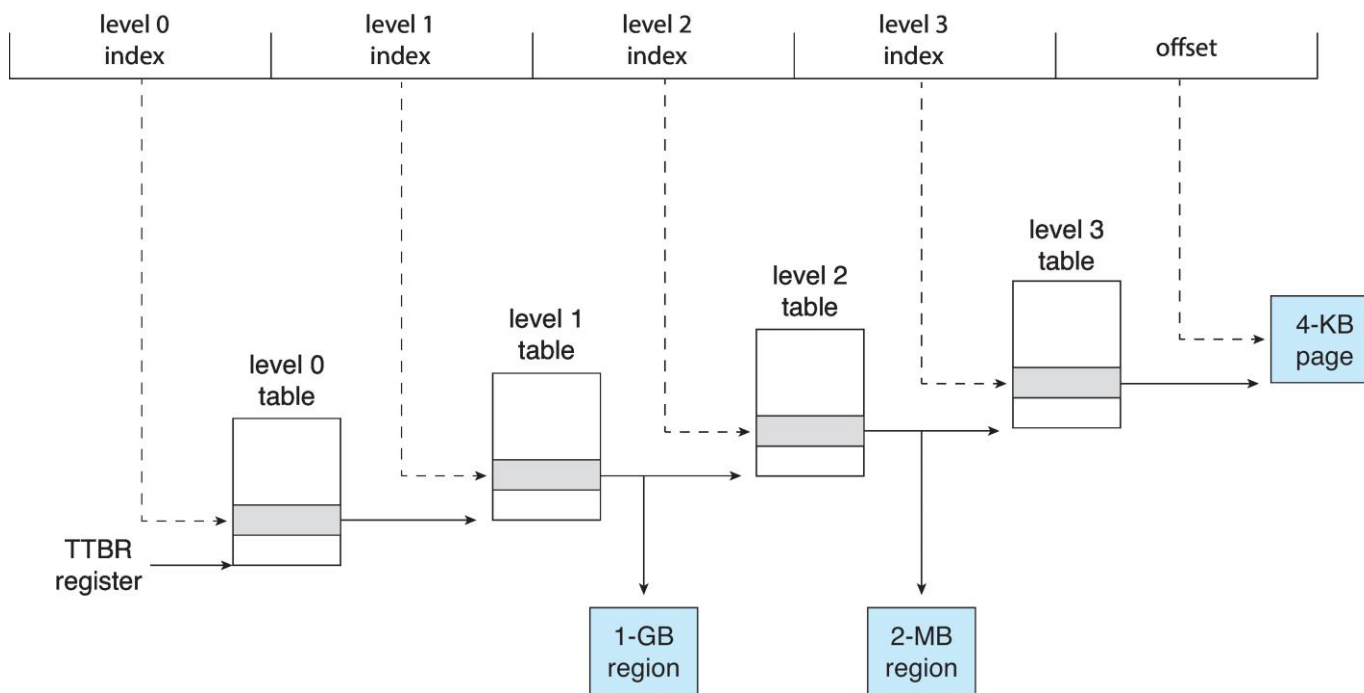 level 0
index
level 1
index
level 2
index
level 3
index
offset
level 3
table
level 2
table
4-KB
page
level 1
table
level 0
table
TTBR
register
1-GB
region
2-MB
region